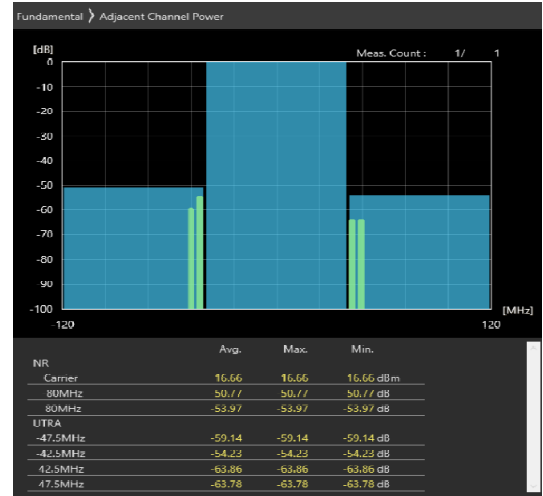 Fundamental ❯ Adjacent Channel Power
[dB]
Meas. Count : 1/ 1
0
-10
-20
-30
-40
-50
-60
-70
-80
90
-100
[MHz]
-120 120
Avg. Max. Min.
NR
Carrier 16.66 16.66 16.66 dBm
80MHz 50.77 50.77 50.77 dB
80MHz -53.97 -53.97 -53.97 dB
UTRA
-47.5MHz -59.14 -59.14 -59.14 dB
-42.5MHz -54.23 -54.23 -54.23 dB
42.5MHz -63.86 -63.86 -63.86 dB
47.5MHz -63.78 -63.78 -63.78 dB